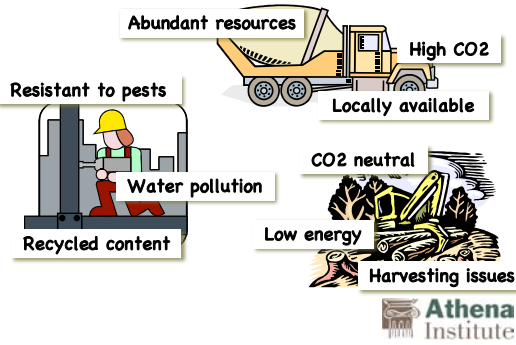 Abundant resources
High CO2
Resistant to pests
Locally available
CO2 neutral
Water pollution
Low energy
Recycled content
Harvesting issues
Athena
Institute